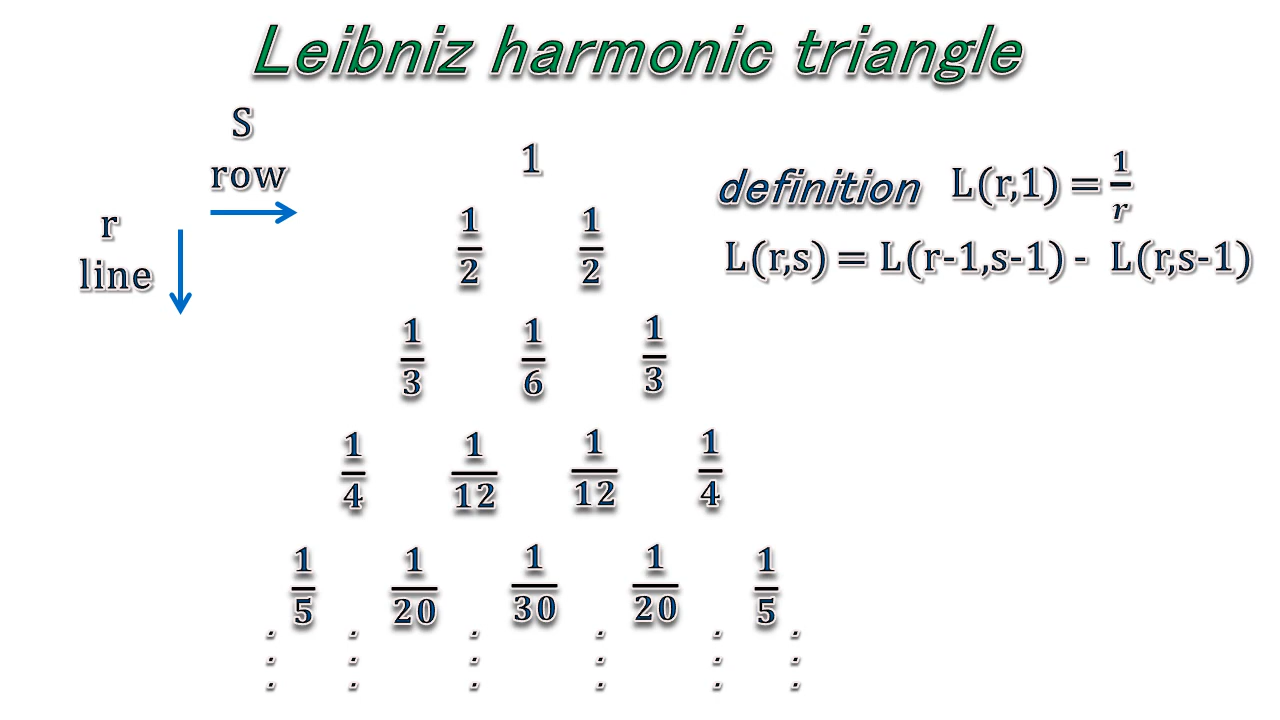 Leibniz harmonic triangle
S
row
r
line
definition L(r,1) = 1/r
L(r,s) = L(r-1,s-1) - L(r,s-1)
1
1/2 1/2
1/3 1/6 1/3
1/4 1/12 1/12 1/4
1/5 1/20 1/30 1/20 1/5
. . . . . .
. . . . . .
. . . . . .